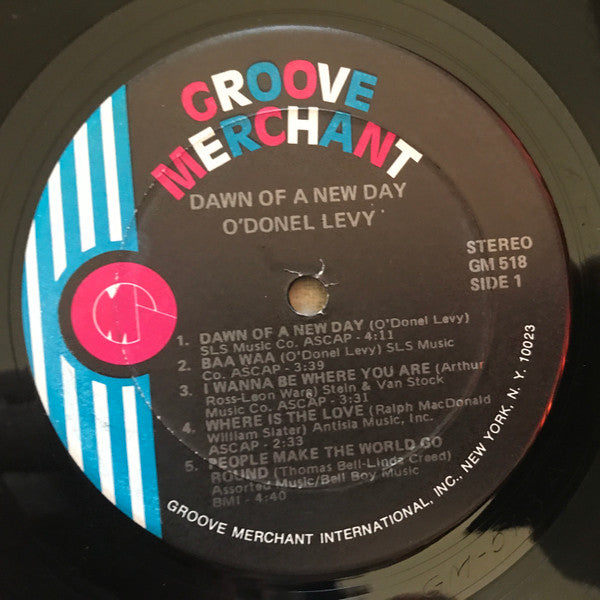 GROOVE
MERCHANT
DAWN OF A NEW DAY
O'DONEL LEVY
STEREO
GM 518
SIDE 1
1. DAWN OF A NEW DAY (O'Donel Levy)
SLS Music Co. ASCAP - 4:11
2. BAA WAA (O'Donel Levy) SLS Music
Co. ASCAP - 3:39
3. I WANNA BE WHERE YOU ARE (Arthur
Ross-Leon Ware) Stein & Van Stock
Music Co. ASCAP - 3:31
4. WHERE IS THE LOVE (Ralph MacDonald
William Slater) Antisia Music, Inc.
ASCAP - 2:33
5. PEOPLE MAKE THE WORLD GO
ROUND (Thomas Bell-Linda Creed)
Assorted Music/Bell Boy Music
BMI - 4:40
GROOVE MERCHANT INTERNATIONAL, INC., NEW YORK, N. Y. 10023